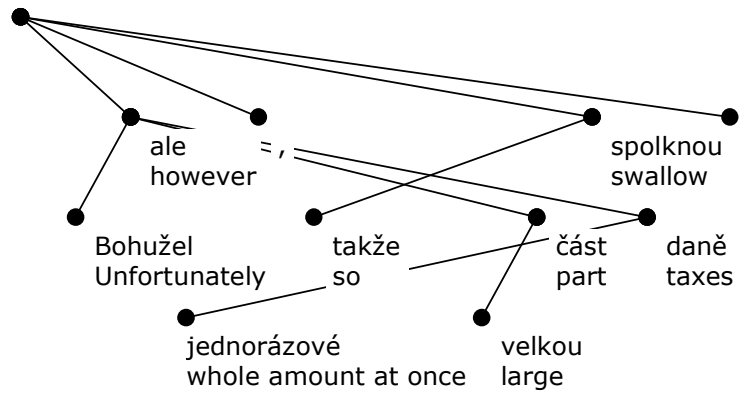 ale
however
,
spolknou
swallow
Bohužel
Unfortunately
takže
so
část
part
daně
taxes
jednorázové
whole amount at once
velkou
large